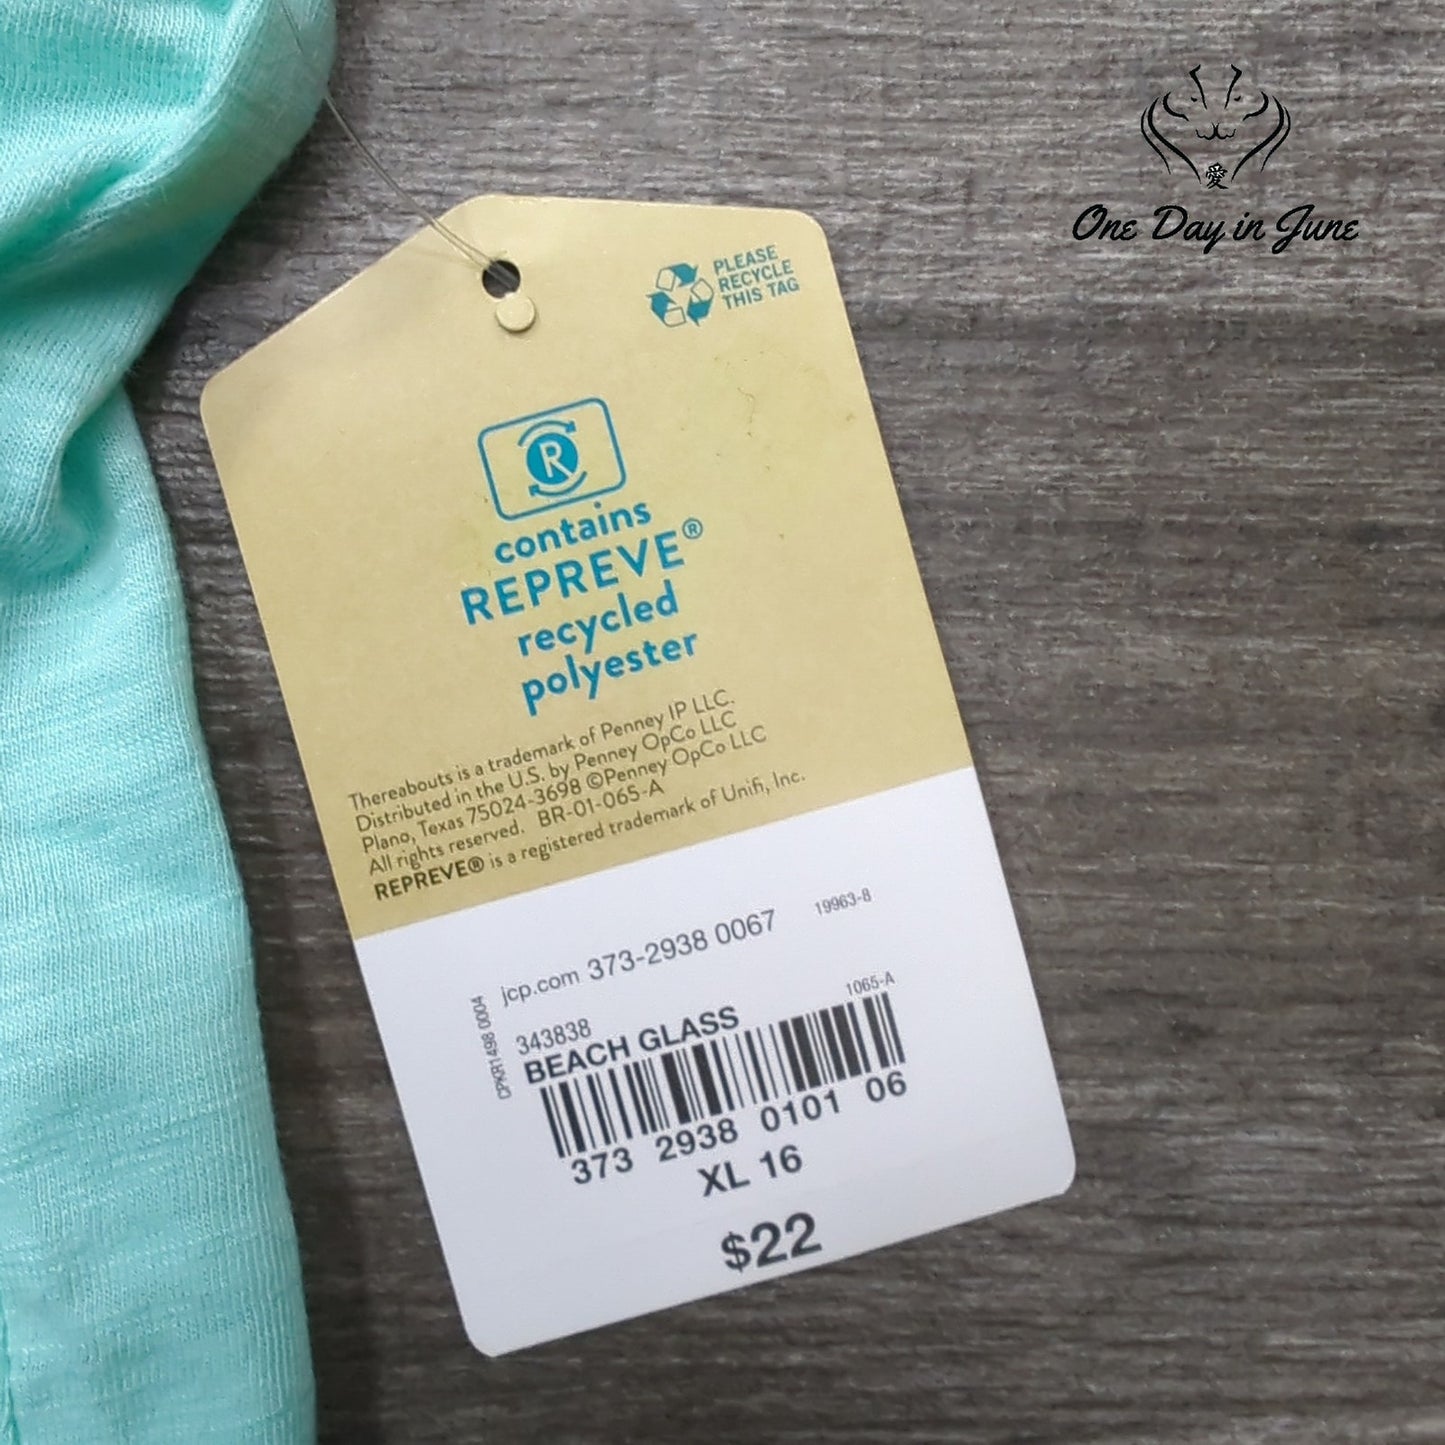 愛
One Day in June
PLEASE
RECYCLE
THIS TAG
R
contains
REPREVE®
recycled
polyester
Thereabouts is a trademark of Penney IP LLC.
Distributed in the U.S. by Penney OpCo LLC
Plano, Texas 75024-3698 ©Penney OpCo LLC
All rights reserved. BR-01-065-A
REPREVE® is a registered trademark of Unifi, Inc.
jcp.com 373-2938 0067 19963-8
CPKR1498 0004
343838 1065-A
BEACH GLASS
373 2938 0101 06
XL 16
$22